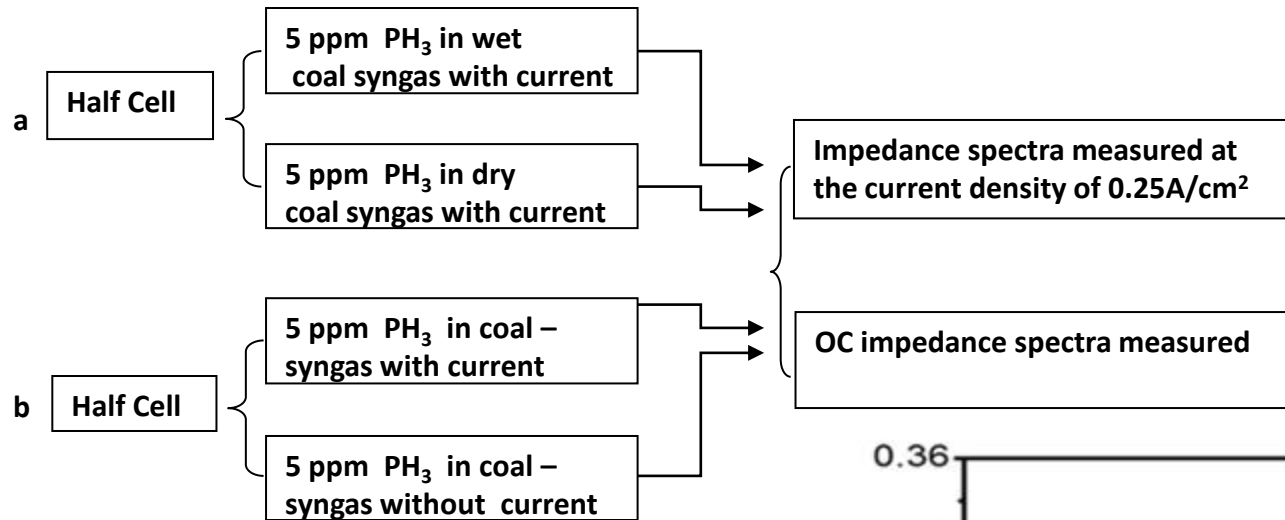 a
Half Cell
5 ppm PH₃ in wet
coal syngas with current
5 ppm PH₃ in dry
coal syngas with current
Impedance spectra measured at
the current density of 0.25A/cm²
b
Half Cell
5 ppm PH₃ in coal –
syngas with current
5 ppm PH₃ in coal –
syngas without current
OC impedance spectra measured
0.36